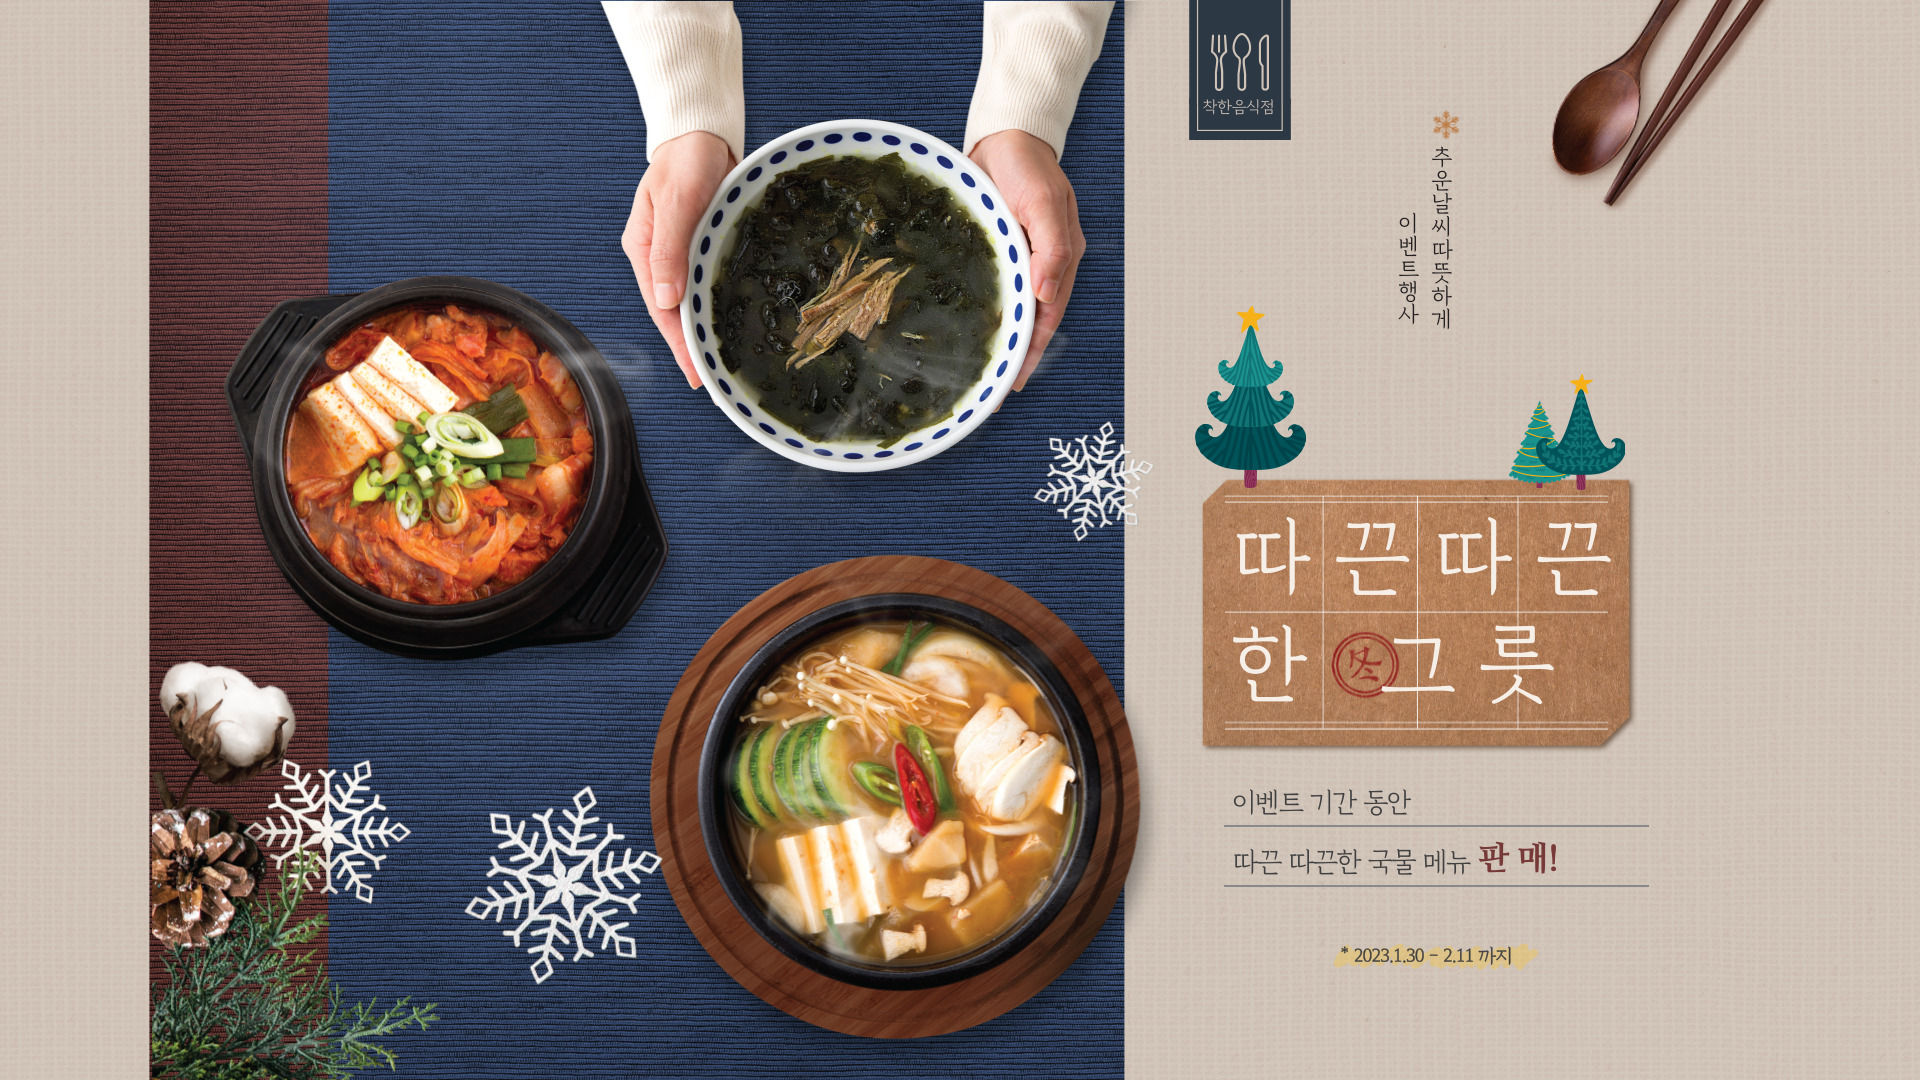 착한음식점
추운날씨따뜻하게
이벤트행사
따끈따끈
한그릇
冬
이벤트 기간 동안
따끈 따끈한 국물 메뉴 판 매!
* 2023.1.30 - 2.11 까지